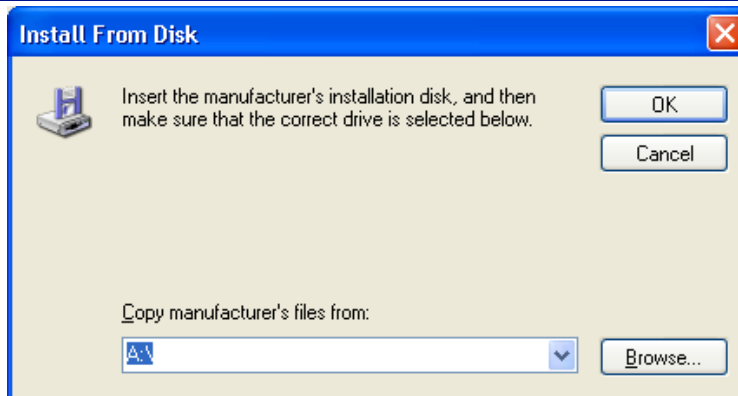 Install From Disk
Insert the manufacturer's installation disk, and then
make sure that the correct drive is selected below.
OK
Cancel
Copy manufacturer's files from:
A:\
Browse...